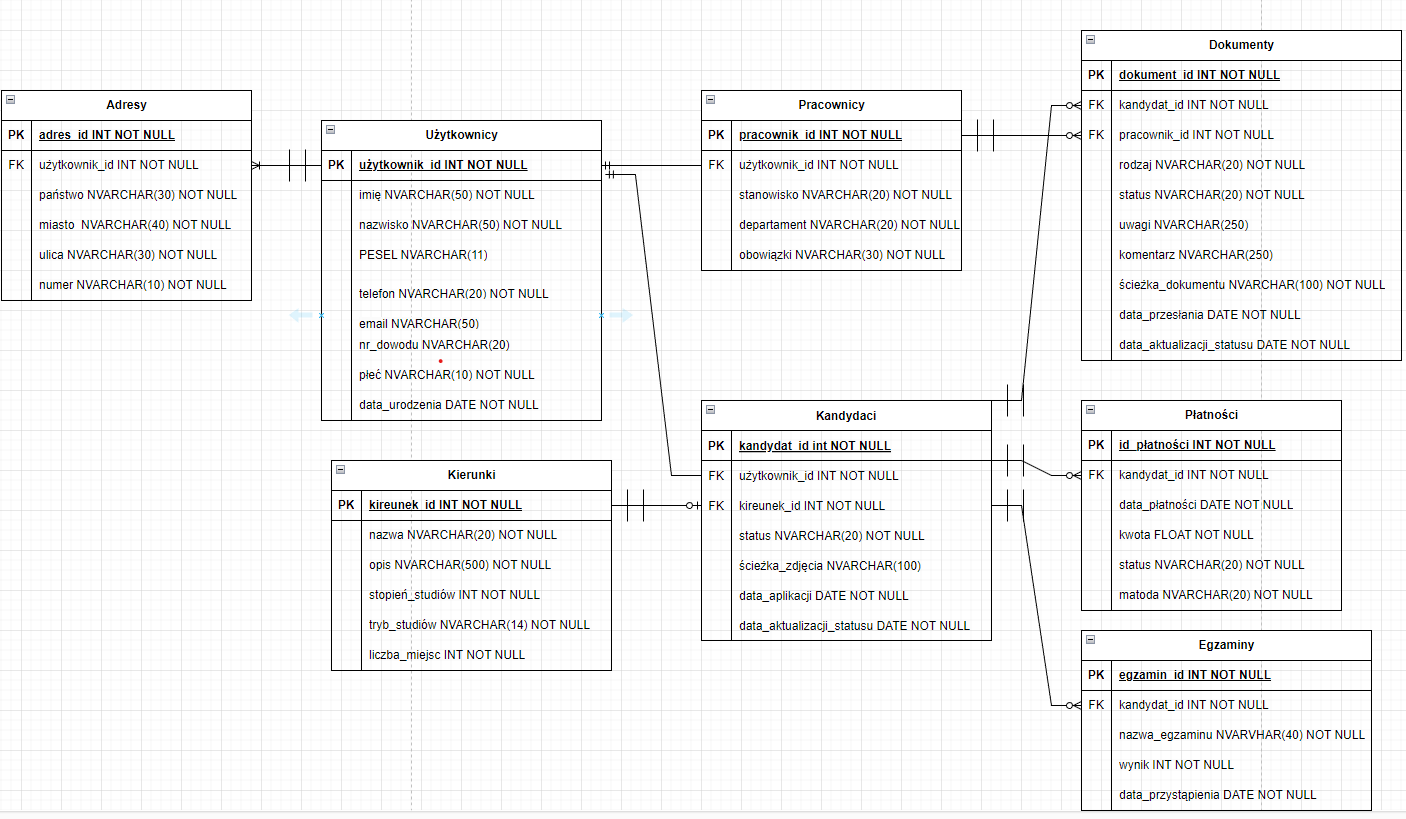 Adresy
PK adres_id INT NOT NULL
FK użytkownik_id INT NOT NULL
państwo NVARCHAR(30) NOT NULL
miasto NVARCHAR(40) NOT NULL
ulica NVARCHAR(30) NOT NULL
numer NVARCHAR(10) NOT NULL
Użytkownicy
PK użytkownik_id INT NOT NULL
imię NVARCHAR(50) NOT NULL
nazwisko NVARCHAR(50) NOT NULL
PESEL NVARCHAR(11)
telefon NVARCHAR(20) NOT NULL
email NVARCHAR(50)
nr_dowodu NVARCHAR(20)
płeć NVARCHAR(10) NOT NULL
data_urodzenia DATE NOT NULL
Kierunki
PK kireunek_id INT NOT NULL
nazwa NVARCHAR(20) NOT NULL
opis NVARCHAR(500) NOT NULL
stopień_studiów INT NOT NULL
tryb_studiów NVARCHAR(14) NOT NULL
liczba_miejsc INT NOT NULL
Pracownicy
PK pracownik_id INT NOT NULL
FK użytkownik_id INT NOT NULL
stanowisko NVARCHAR(20) NOT NULL
departament NVARCHAR(20) NOT NULL
obowiązki NVARCHAR(30) NOT NULL
Kandydaci
PK kandydat_id int NOT NULL
FK użytkownik_id INT NOT NULL
FK kireunek_id INT NOT NULL
status NVARCHAR(20) NOT NULL
ścieżka_zdjęcia NVARCHAR(100)
data_aplikacji DATE NOT NULL
data_aktualizacji_statusu DATE NOT NULL
Dokumenty
PK dokument_id INT NOT NULL
FK kandydat_id INT NOT NULL
FK pracownik_id INT NOT NULL
rodzaj NVARCHAR(20) NOT NULL
status NVARCHAR(20) NOT NULL
uwagi NVARCHAR(250)
komentarz NVARCHAR(250)
ścieżka_dokumentu NVARCHAR(100) NOT NULL
data_przesłania DATE NOT NULL
data_aktualizacji_statusu DATE NOT NULL
Płatności
PK id_płatności INT NOT NULL
FK kandydat_id INT NOT NULL
data_płatności DATE NOT NULL
kwota FLOAT NOT NULL
status NVARCHAR(20) NOT NULL
matoda NVARCHAR(20) NOT NULL
Egzaminy
PK egzamin_id INT NOT NULL
FK kandydat_id INT NOT NULL
nazwa_egzaminu NVARVHAR(40) NOT NULL
wynik INT NOT NULL
data_przystąpienia DATE NOT NULL